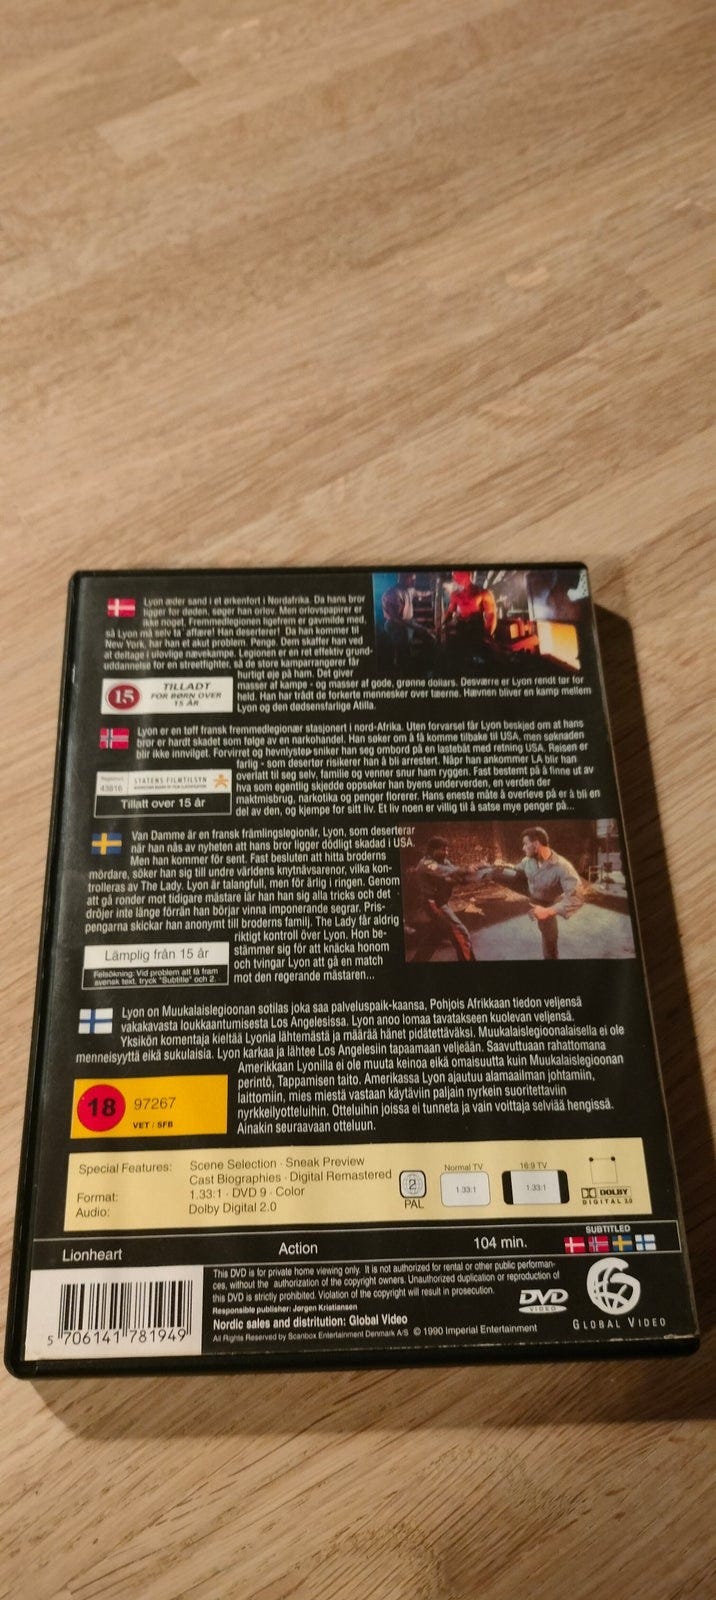 Lyon æder sand i et ørkenfort i Nordafrika. Da hans bror
ligger for døden, søger han orlov. Men orlovspapirer er
ikke noget, Fremmedlegionen ligefrem er gavmilde med,
så Lyon må selv ta' affære! Han deserterer! Da han kommer til
New York, har han et akut problem. Penge. Dem skaffer han ved
at deltage i ulovlige nævekampe. Legionen er en ret effektiv grund-
uddannelse for en streetfighter, så de store kamparrangører får
hurtigt øje på ham. Det giver
masser af kampe - og masser af gode, grønne dollars. Desværre er Lyon rendt tør for
held. Han har trådt de forkerte mennesker over tæerne. Hævnen bliver en kamp mellem
Lyon og den dødsensfarlige Atilla.
15
TILLADT
FOR BØRN OVER
15 ÅR
Lyon er en tøff fransk fremmedlegionær stasjonert i nord-Afrika. Uten forvarsel får Lyon beskjed om at hans
bror er hardt skadet som følge av en narkohandel. Han søker om å få komme tilbake til USA, men søknaden
blir ikke innvilget. Forvirret og hevnlysten sniker han seg ombord på en lastebåt med retning USA. Reisen er
farlig - som desertør risikerer han å bli arrestert. Når han ankommer LA blir han
overlatt til seg selv, familie og venner snur ham ryggen. Fast bestemt på å finne ut av
hva som egentlig skjedde oppsøker han byens underverden, en verden der
maktmisbrug, narkotika og penger florerer. Hans eneste måte å overleve på er å bli en
del av den, og kjempe for sitt liv. Et liv noen er villig til å satse mye penger på...
43816
STATENS FILMTILSYN
Tillatt over 15 år
Van Damme är en fransk främlingslegionär, Lyon, som deserterar
när han nås av nyheten att hans bror ligger dödligt skadad i USA.
Men han kommer för sent. Fast besluten att hitta broderns
mördare, söker han sig till undre världens knytnävsarenor, vilka kon-
trolleras av The Lady. Lyon är talangfull, men för ärlig i ringen. Genom
att gå ronder mot tidigare mästare lär han han sig alla tricks och det
dröjer inte länge förrän han börjar vinna imponerande segrar. Pris-
pengarna skickar han anonymt till broderns familj. The Lady får aldrig
riktigt kontroll över Lyon. Hon be-
stämmer sig för att knäcka honom
och tvingar Lyon att gå en match
mot den regerande mästaren...
Lämplig från 15 år
Felsökning: Vid problem att få fram
svensk text, tryck "Subtitle" och 2.
Lyon on Muukalaislegioonan sotilas joka saa palveluspaik-kaansa, Pohjois Afrikkaan tiedon veljensä
vakakavasta loukkaantumisesta Los Angelesissa. Lyon anoo lomaa tavatakseen kuolevan veljensä.
Yksikön komentaja kieltää Lyonia lähtemästä ja määrää hänet pidätettäväksi. Muukalaislegioonalaisella ei ole
menneisyyttä eikä sukulaisia. Lyon karkaa ja lähtee Los Angelesiin tapaamaan veljeään. Saavuttuaan rahattomana
Amerikkaan Lyonilla ei ole muuta keinoa eikä omaisuutta kuin Muukalaislegioonan
perintö, Tappamisen taito. Amerikassa Lyon ajautuu alamaailman johtamiin,
laittomiin, mies miestä vastaan käytäviin paljain nyrkein suoritettaviin
nyrkkeilyotteluihin. Otteluihin joissa ei tunneta ja vain voittaja selviää hengissä.
Ainakin seuraavaan otteluun.
18
97267
VET / SFB
Special Features: Scene Selection · Sneak Preview
Cast Biographies · Digital Remastered
Format: 1.33:1 · DVD 9 · Color
Audio: Dolby Digital 2.0
2
PAL
Normal TV
1.33:1
16:9 TV
1.33:1
DOLBY
DIGITAL 2.0
Lionheart Action 104 min.
SUBTITLED
This DVD is for private home viewing only. It is not authorized for rental or other public performan-
ces, without the authorization of the copyright owners. Unauthorized duplication or reproduction of
this DVD is strictly prohibited. Violation of the copyright will result in prosecution.
Responsible publisher: Jørgen Kristiansen
Nordic sales and distritution: Global Video
All Rights Reserved by Scanbox Entertainment Denmark A/S © 1990 Imperial Entertainment
DVD
VIDEO
GLOBAL VIDEO
5 706141 781949